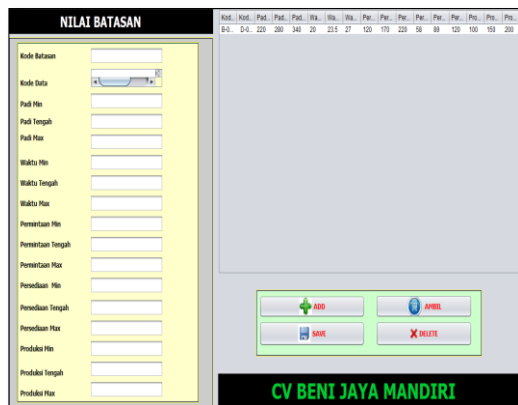 NILAI BATASAN
Kode Batasan
Kode Data
Padi Min
Padi Tengah
Padi Max
Waktu Min
Waktu Tengah
Waktu Max
Permintaan Min
Permintaan Tengah
Permintaan Max
Persediaan Min
Persediaan Tengah
Persediaan Max
Produksi Min
Produksi Tengah
Produksi Max
Kod... Kod... Pad... Pad... Pad... Wa... Wa... Wa... Per... Per... Per... Per... Per... Per... Pro... Pro... Pro...
B-0... D-0... 220 280 340 20 23.5 27 120 170 220 58 89 120 100 150 200
ADD
AMBIL
SAVE
DELETE
CV BENI JAYA MANDIRI